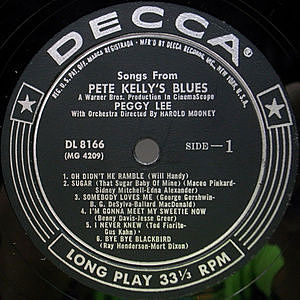 DECCA
REG. U.S. PAT. OFF. MARCA REGISTRADA • MF'R BY DECCA RECORDS, INC. NEW YORK, U.S.A.
Songs From
PETE KELLY'S BLUES
A Warner Bros. Production In CinemaScope
PEGGY LEE
With Orchestra Directed By HAROLD MOONEY
DL 8166
(MG 4209)
SIDE—1
1. OH DIDN'T HE RAMBLE (Will Handy)
2. SUGAR (That Sugar Baby Of Mine) (Maceo Pinkard-
Sidney Mitchell-Edna Alexander)
3. SOMEBODY LOVES ME (George Gershwin-
B. G. DeSylva-Ballard MacDonald)
4. I'M GONNA MEET MY SWEETIE NOW
(Benny Davis-Jesse Greer)
5. I NEVER KNEW (Ted Fiorito-
Gus Kahn)
6. BYE BYE BLACKBIRD
(Ray Henderson-Mort Dixon)
LONG PLAY 33⅓ RPM